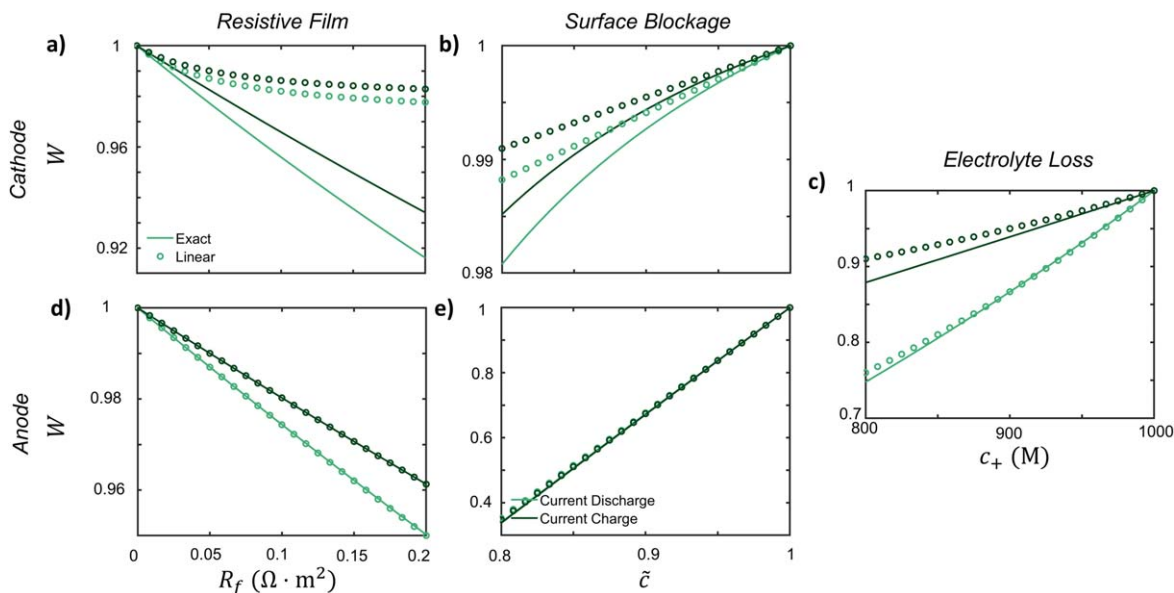 Resistive Film
Surface Blockage
a)
b)
Cathode
W
1
0.96
0.92
Exact
Linear
1
0.99
0.98
Electrolyte Loss
c)
1
0.9
0.8
0.7
800
900
1000
c₊ (M)
d)
e)
Anode
W
1
0.98
0.96
0
0.05
0.1
0.15
0.2
R_f (Ω · m²)
1
0.8
0.6
0.4
Current Discharge
Current Charge
0.8
0.9
1
c̃